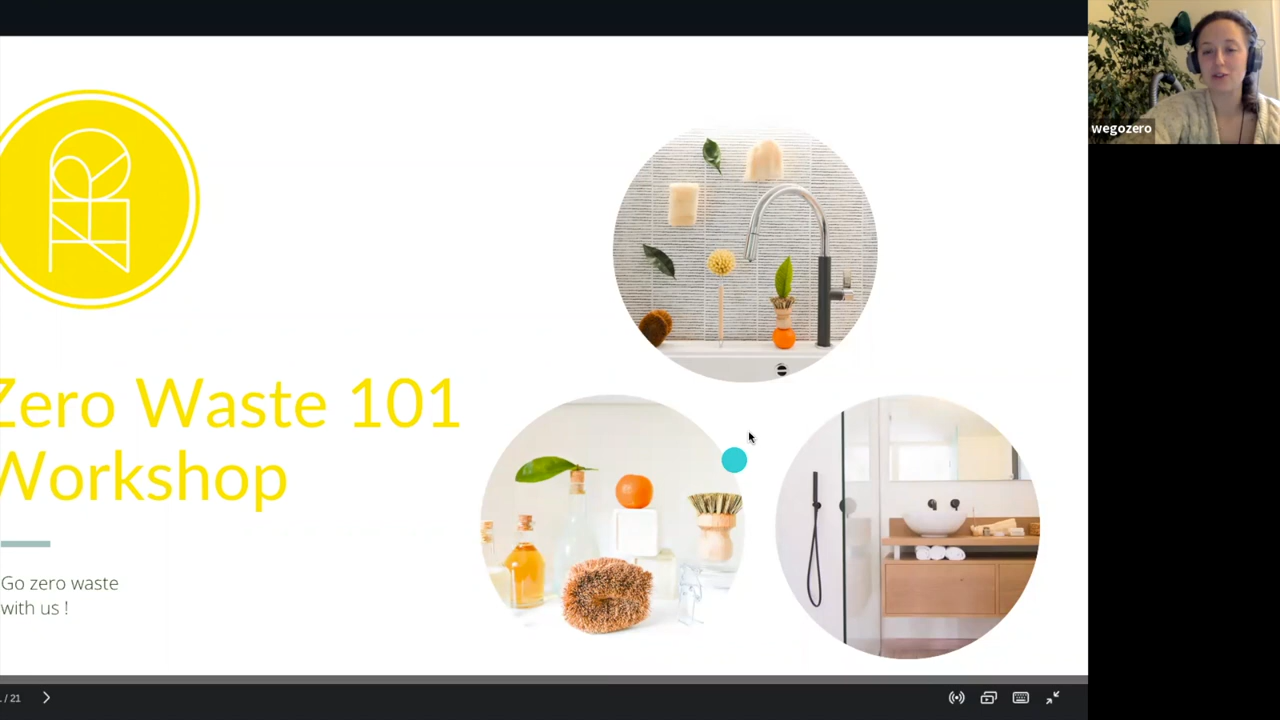 Zero Waste 101
Workshop
Go zero waste
with us !
/ 21
wegozero